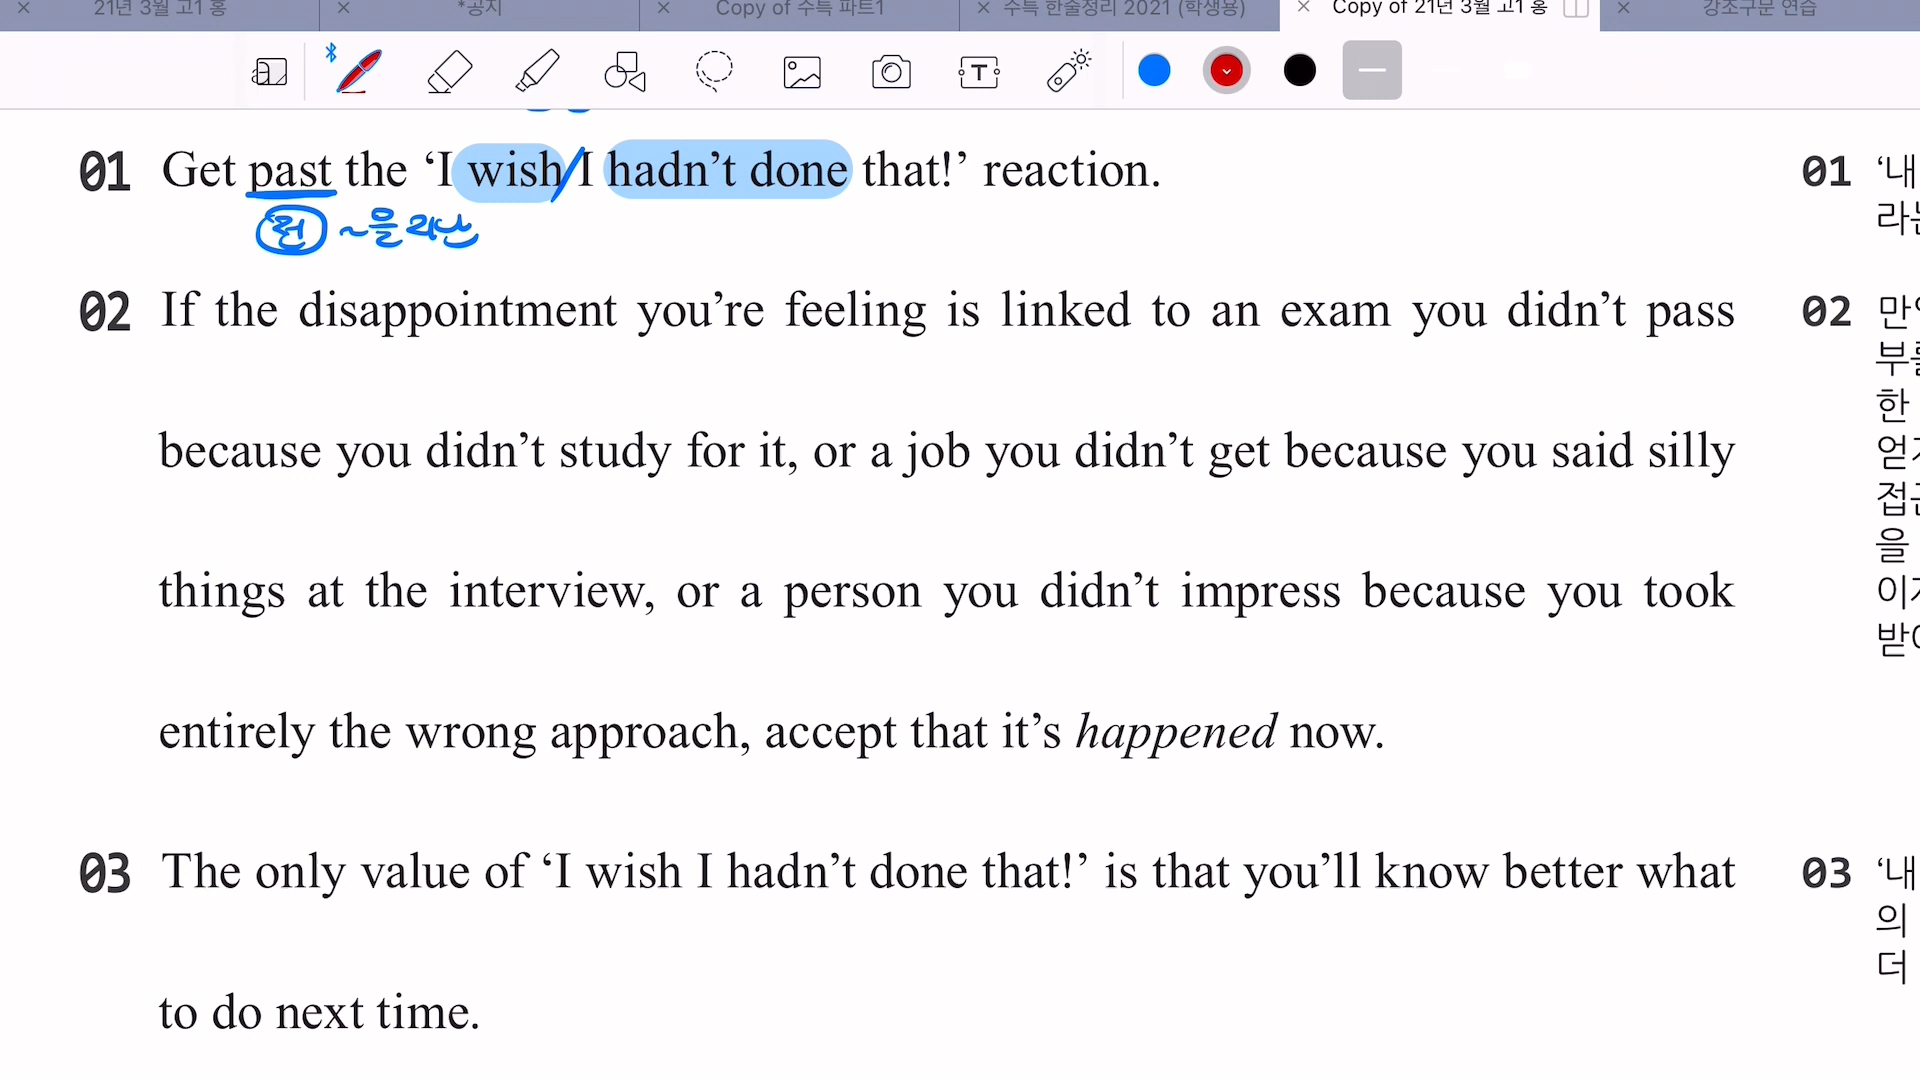 21년 3월 고1 홍
*공지
Copy of 수특 파트1
수특 한술정리 2021 (학생용)
Copy of 21년 3월 고1 홍
강조구문 연습
01 Get past the ‘I wish/I hadn’t done that!’ reaction.
전 ~을 지난
02 If the disappointment you’re feeling is linked to an exam you didn’t pass
because you didn’t study for it, or a job you didn’t get because you said silly
things at the interview, or a person you didn’t impress because you took
entirely the wrong approach, accept that it’s happened now.
03 The only value of ‘I wish I hadn’t done that!’ is that you’ll know better what
to do next time.
01 ‘내
라는
02 만약
부를
한
얻지
접근
을
이제
받아
03 ‘내
의
더